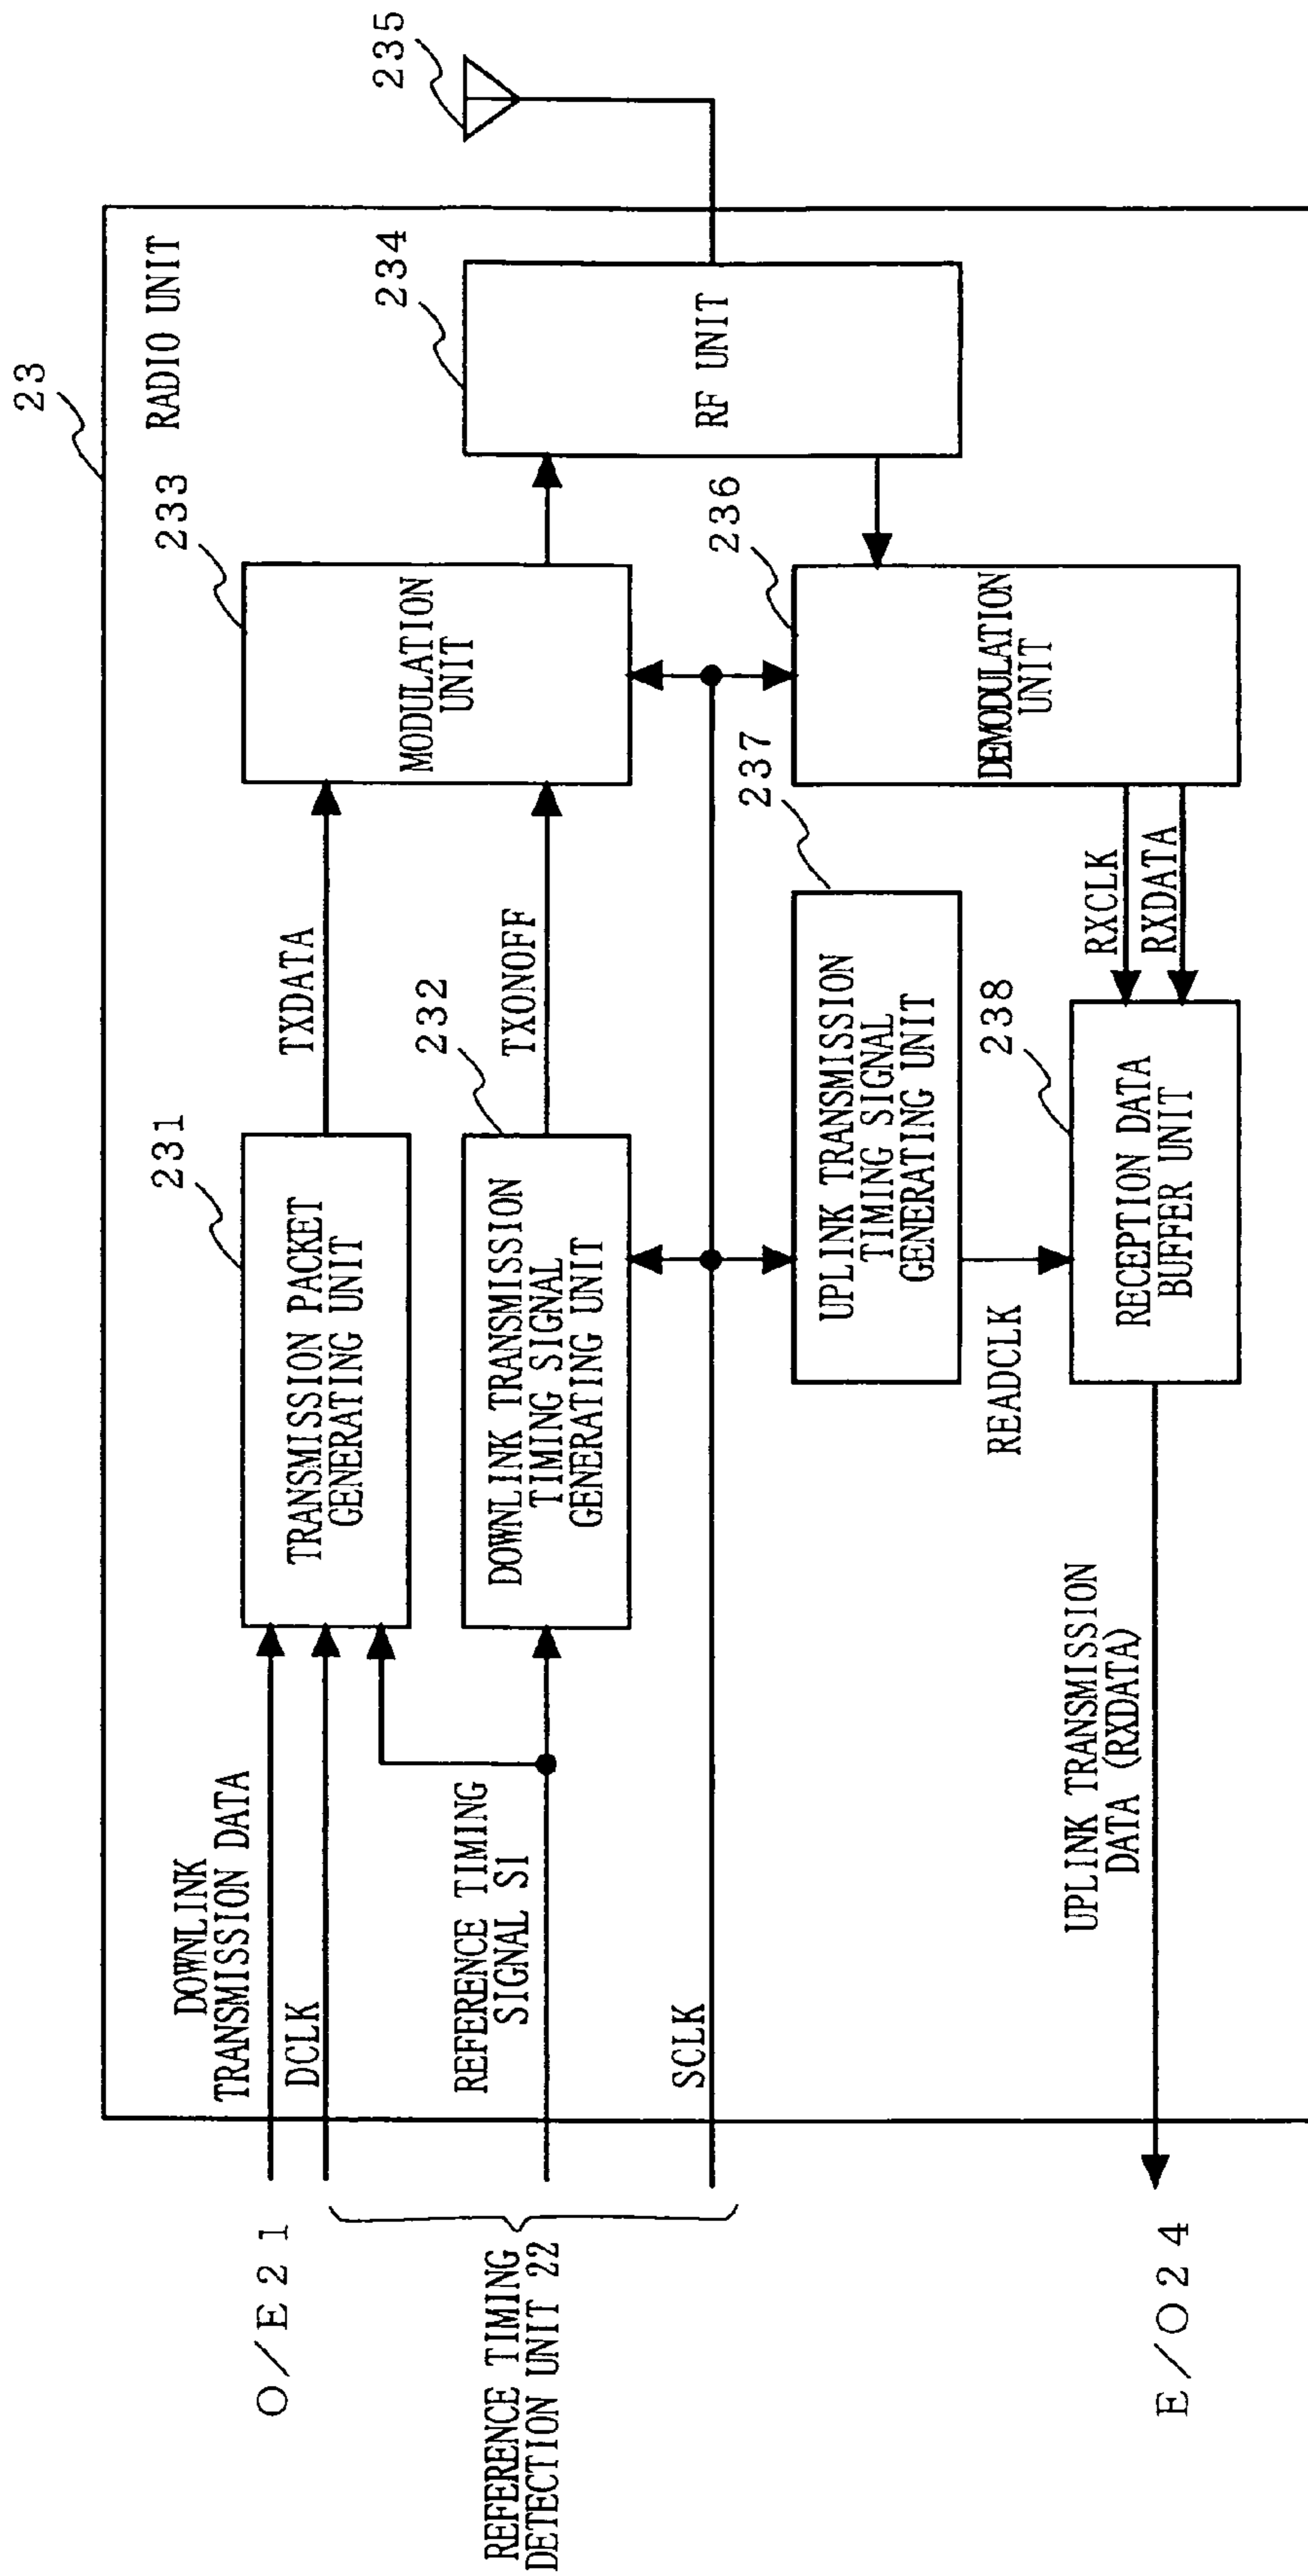 23
RADIO UNIT
O/E21
DOWNLINK
TRANSMISSION DATA
DCLK
REFERENCE TIMING
SIGNAL S1
SCLK
REFERENCE TIMING
DETECTION UNIT 22
231
TRANSMISSION PACKET
GENERATING UNIT
TXDATA
232
DOWNLINK TRANSMISSION
TIMING SIGNAL
GENERATING UNIT
TXONOFF
233
MODULATION
UNIT
234
RF UNIT
235
236
DEMODULATION
UNIT
237
UPLINK TRANSMISSION
TIMING SIGNAL
GENERATING UNIT
READCLK
RXCLK
RXDATA
238
RECEPTION DATA
BUFFER UNIT
UPLINK TRANSMISSION
DATA (RXDATA)
E/O24